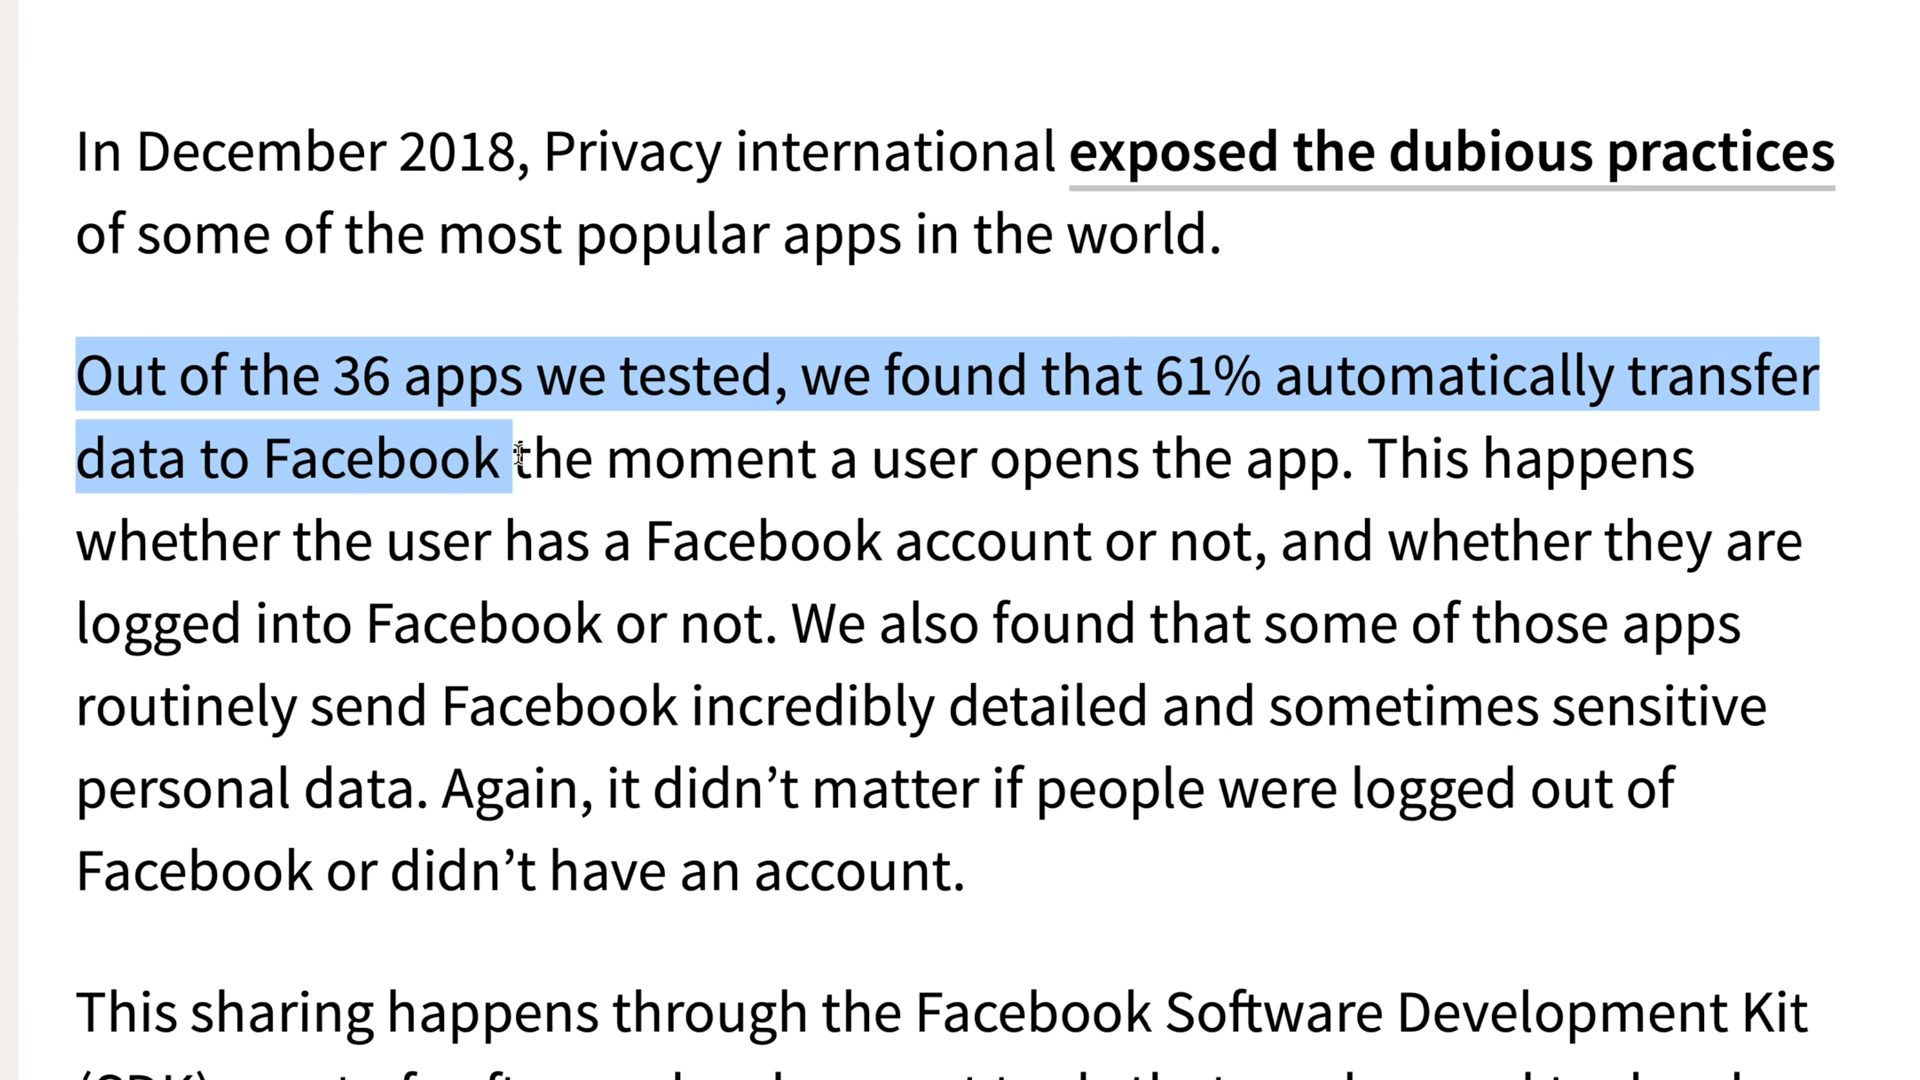 In December 2018, Privacy international exposed the dubious practices
of some of the most popular apps in the world.
Out of the 36 apps we tested, we found that 61% automatically transfer
data to Facebook the moment a user opens the app. This happens
whether the user has a Facebook account or not, and whether they are
logged into Facebook or not. We also found that some of those apps
routinely send Facebook incredibly detailed and sometimes sensitive
personal data. Again, it didn’t matter if people were logged out of
Facebook or didn’t have an account.
This sharing happens through the Facebook Software Development Kit